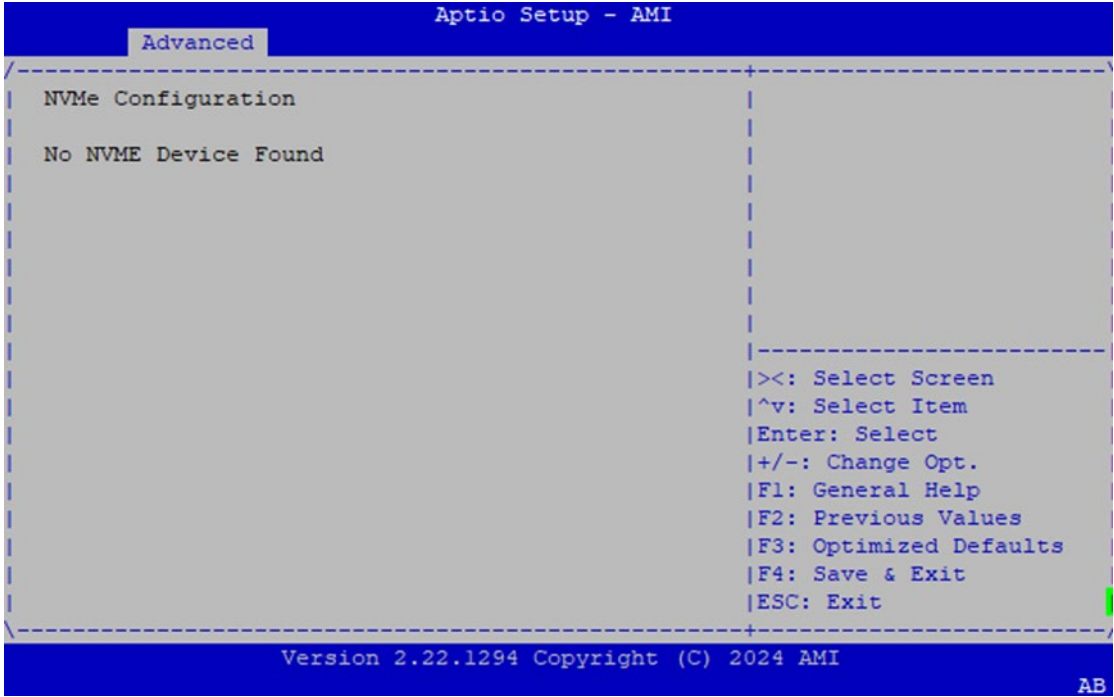 Aptio Setup - AMI
Advanced
NVMe Configuration
No NVME Device Found
><: Select Screen
^v: Select Item
Enter: Select
+/-: Change Opt.
F1: General Help
F2: Previous Values
F3: Optimized Defaults
F4: Save & Exit
ESC: Exit
Version 2.22.1294 Copyright (C) 2024 AMI
AB